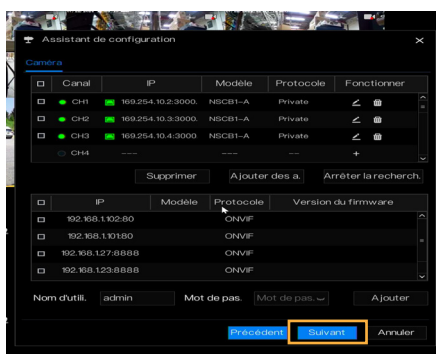 Assistant de configuration
Caméra
Canal IP Modèle Protocole Fonctionner
CH1 169.254.10.2:3000. NSCB1-A Private
CH2 169.254.10.3:3000. NSCB1-A Private
CH3 169.254.10.4:3000. NSCB1-A Private
CH4 --- --- -- +
Supprimer Ajouter des a. Arrêter la recherch.
IP Modèle Protocole Version du firmware
192.168.1.102:80 ONVIF
192.168.1.101:80 ONVIF
192.168.1.27:8888 ONVIF
192.168.1.23:8888 ONVIF
Nom d'utili. admin Mot de pas. Mot de pas. Ajouter
Précédent Suivant Annuler